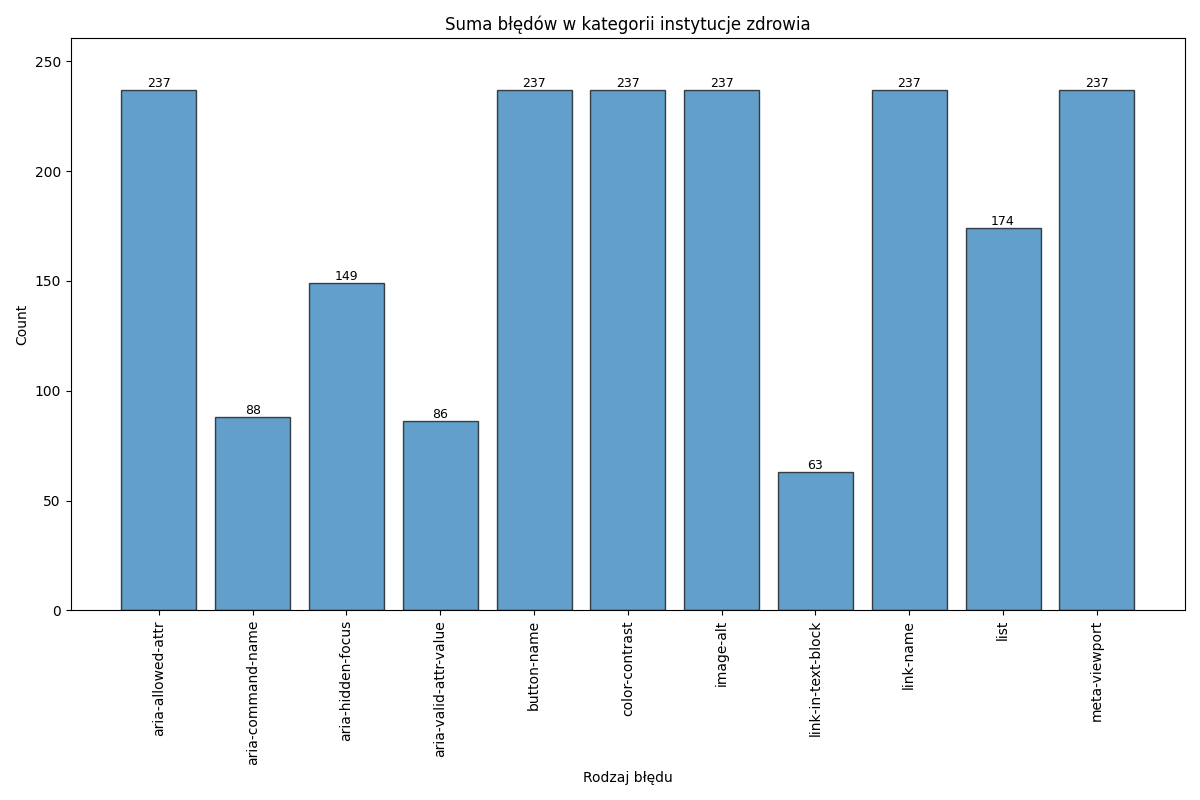 Suma błędów w kategorii instytucje zdrowia
250
200
150
100
50
0
Count
237
88
149
86
237
237
237
63
237
174
237
aria-allowed-attr
aria-command-name
aria-hidden-focus
aria-valid-attr-value
button-name
color-contrast
image-alt
link-in-text-block
link-name
list
meta-viewport
Rodzaj błędu